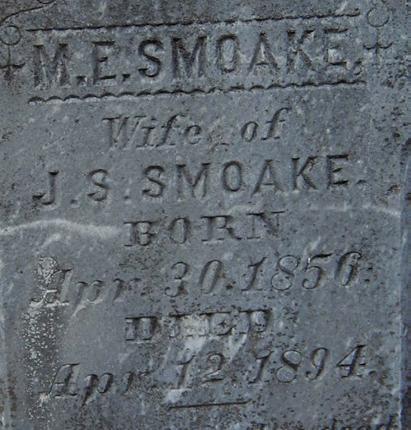 M.E. SMOAKE.
Wife of
J.S. SMOAKE.
BORN
Apr. 30. 1856.
DIED
Apr. 12. 1894.